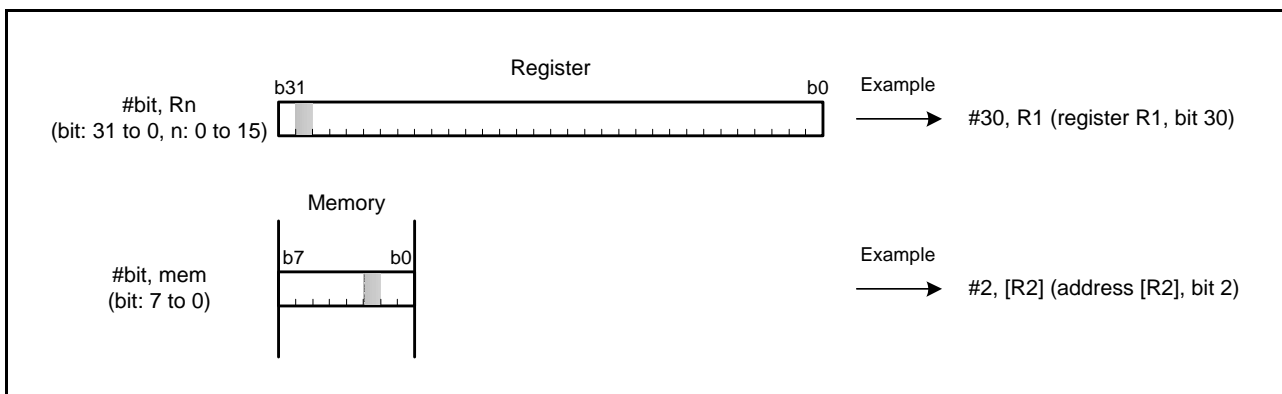 Register
b31
b0
#bit, Rn
(bit: 31 to 0, n: 0 to 15)
Example
#30, R1 (register R1, bit 30)
Memory
b7
b0
#bit, mem
(bit: 7 to 0)
Example
#2, [R2] (address [R2], bit 2)